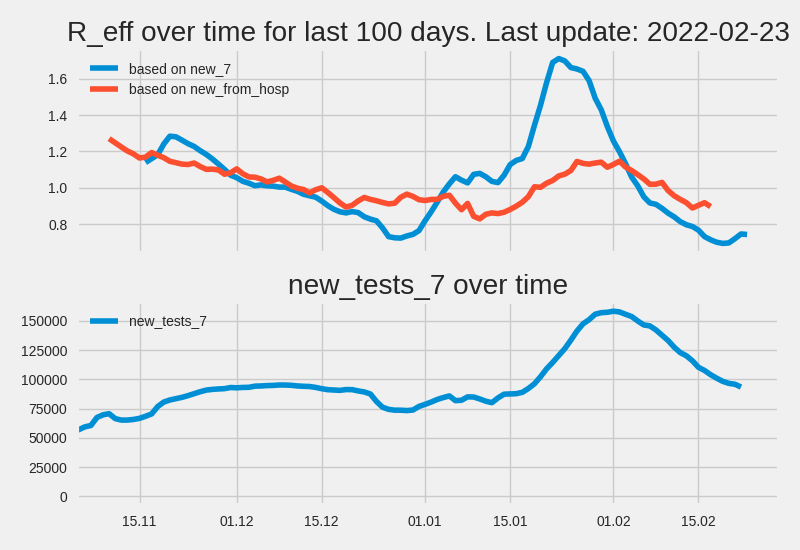 R_eff over time for last 100 days. Last update: 2022-02-23
based on new_7
based on new_from_hosp
1.6
1.4
1.2
1.0
0.8
new_tests_7 over time
new_tests_7
150000
125000
100000
75000
50000
25000
0
15.11 01.12 15.12 01.01 15.01 01.02 15.02